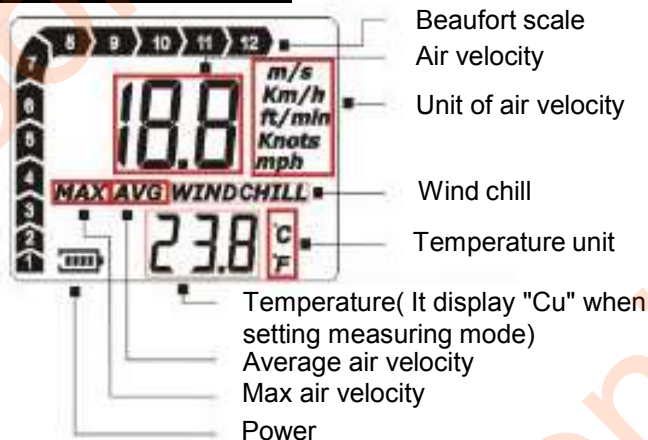 Beaufort scale
8 9 10 11 12
7
Air velocity
m/s
Km/h
ft/min
Knots
mph
18.8
Unit of air velocity
6
5
4
MAX AVG WINDCHILL
Wind chill
3
2
1
23.8
°C
°F
Temperature unit
Temperature( It display "Cu" when
setting measuring mode)
Average air velocity
Max air velocity
Power